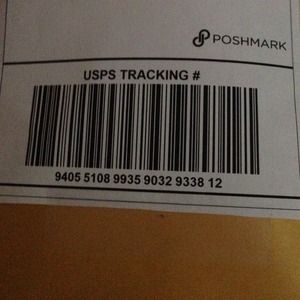 POSHMARK
USPS TRACKING #
9405 5108 9935 9032 9338 12